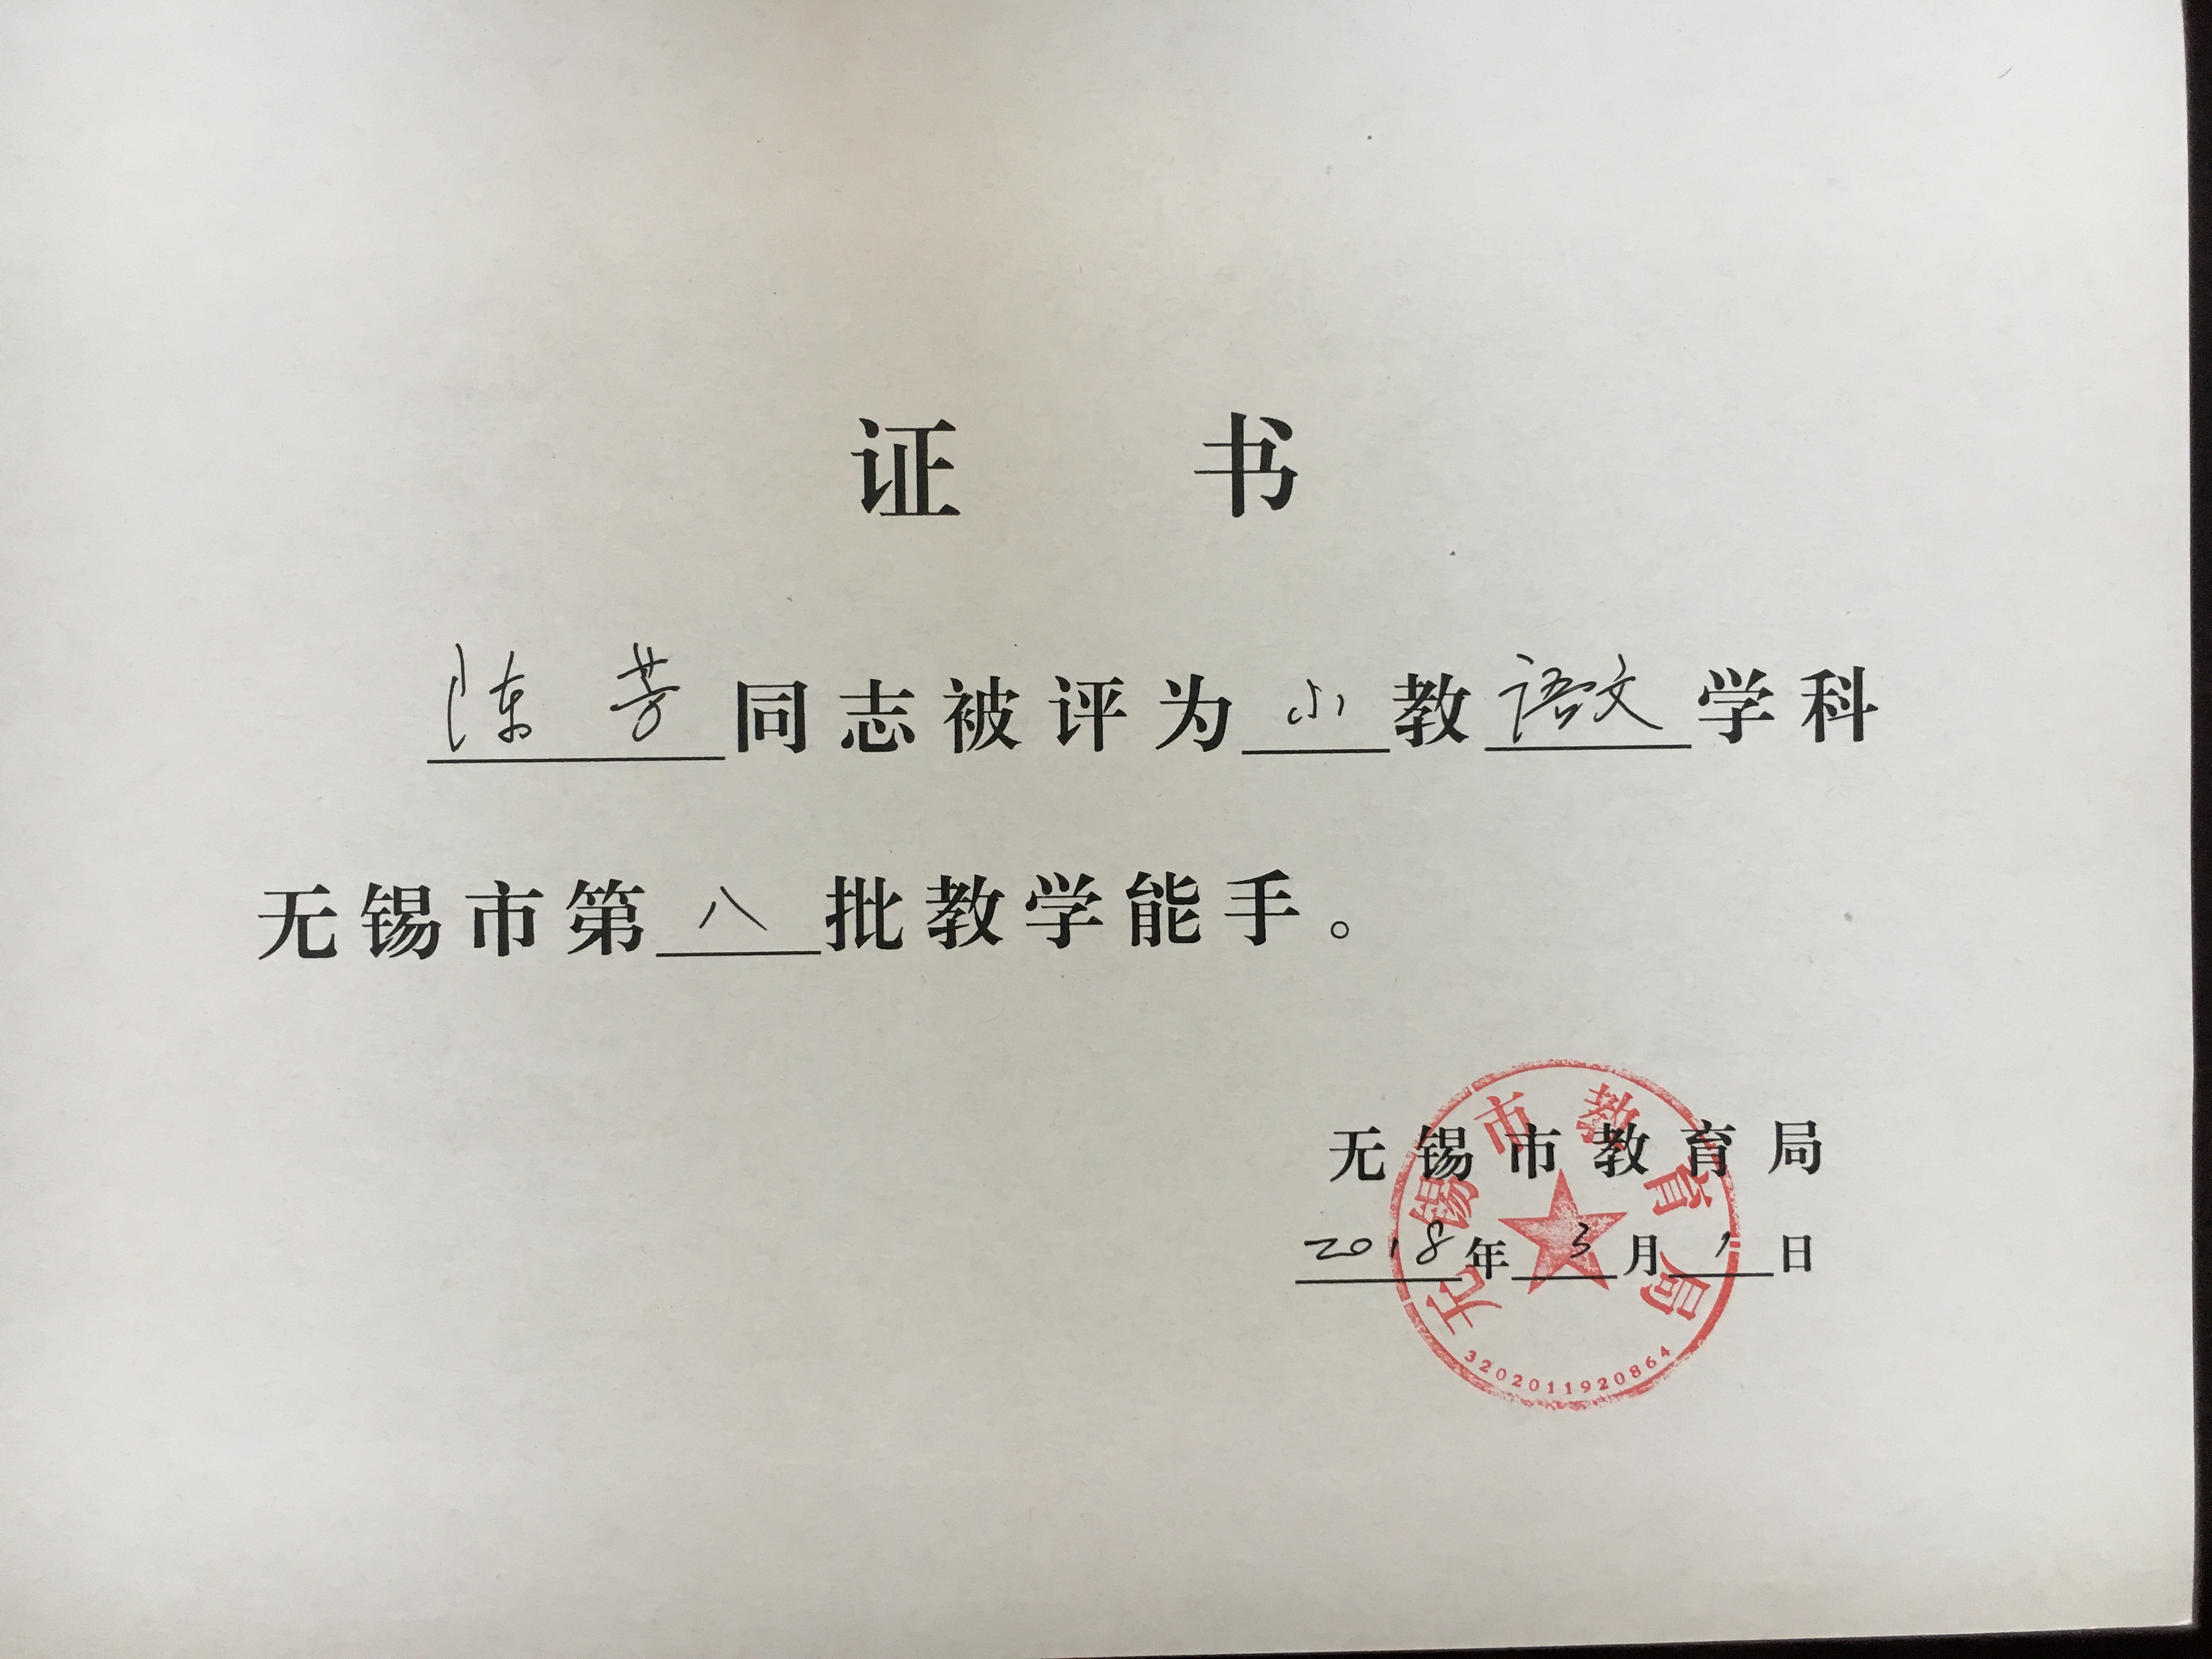 证 书
陈芳同志被评为小教语文学科
无锡市第八批教学能手。
无锡市教育局
2018年3月1日
无锡市教育局
3202011920864